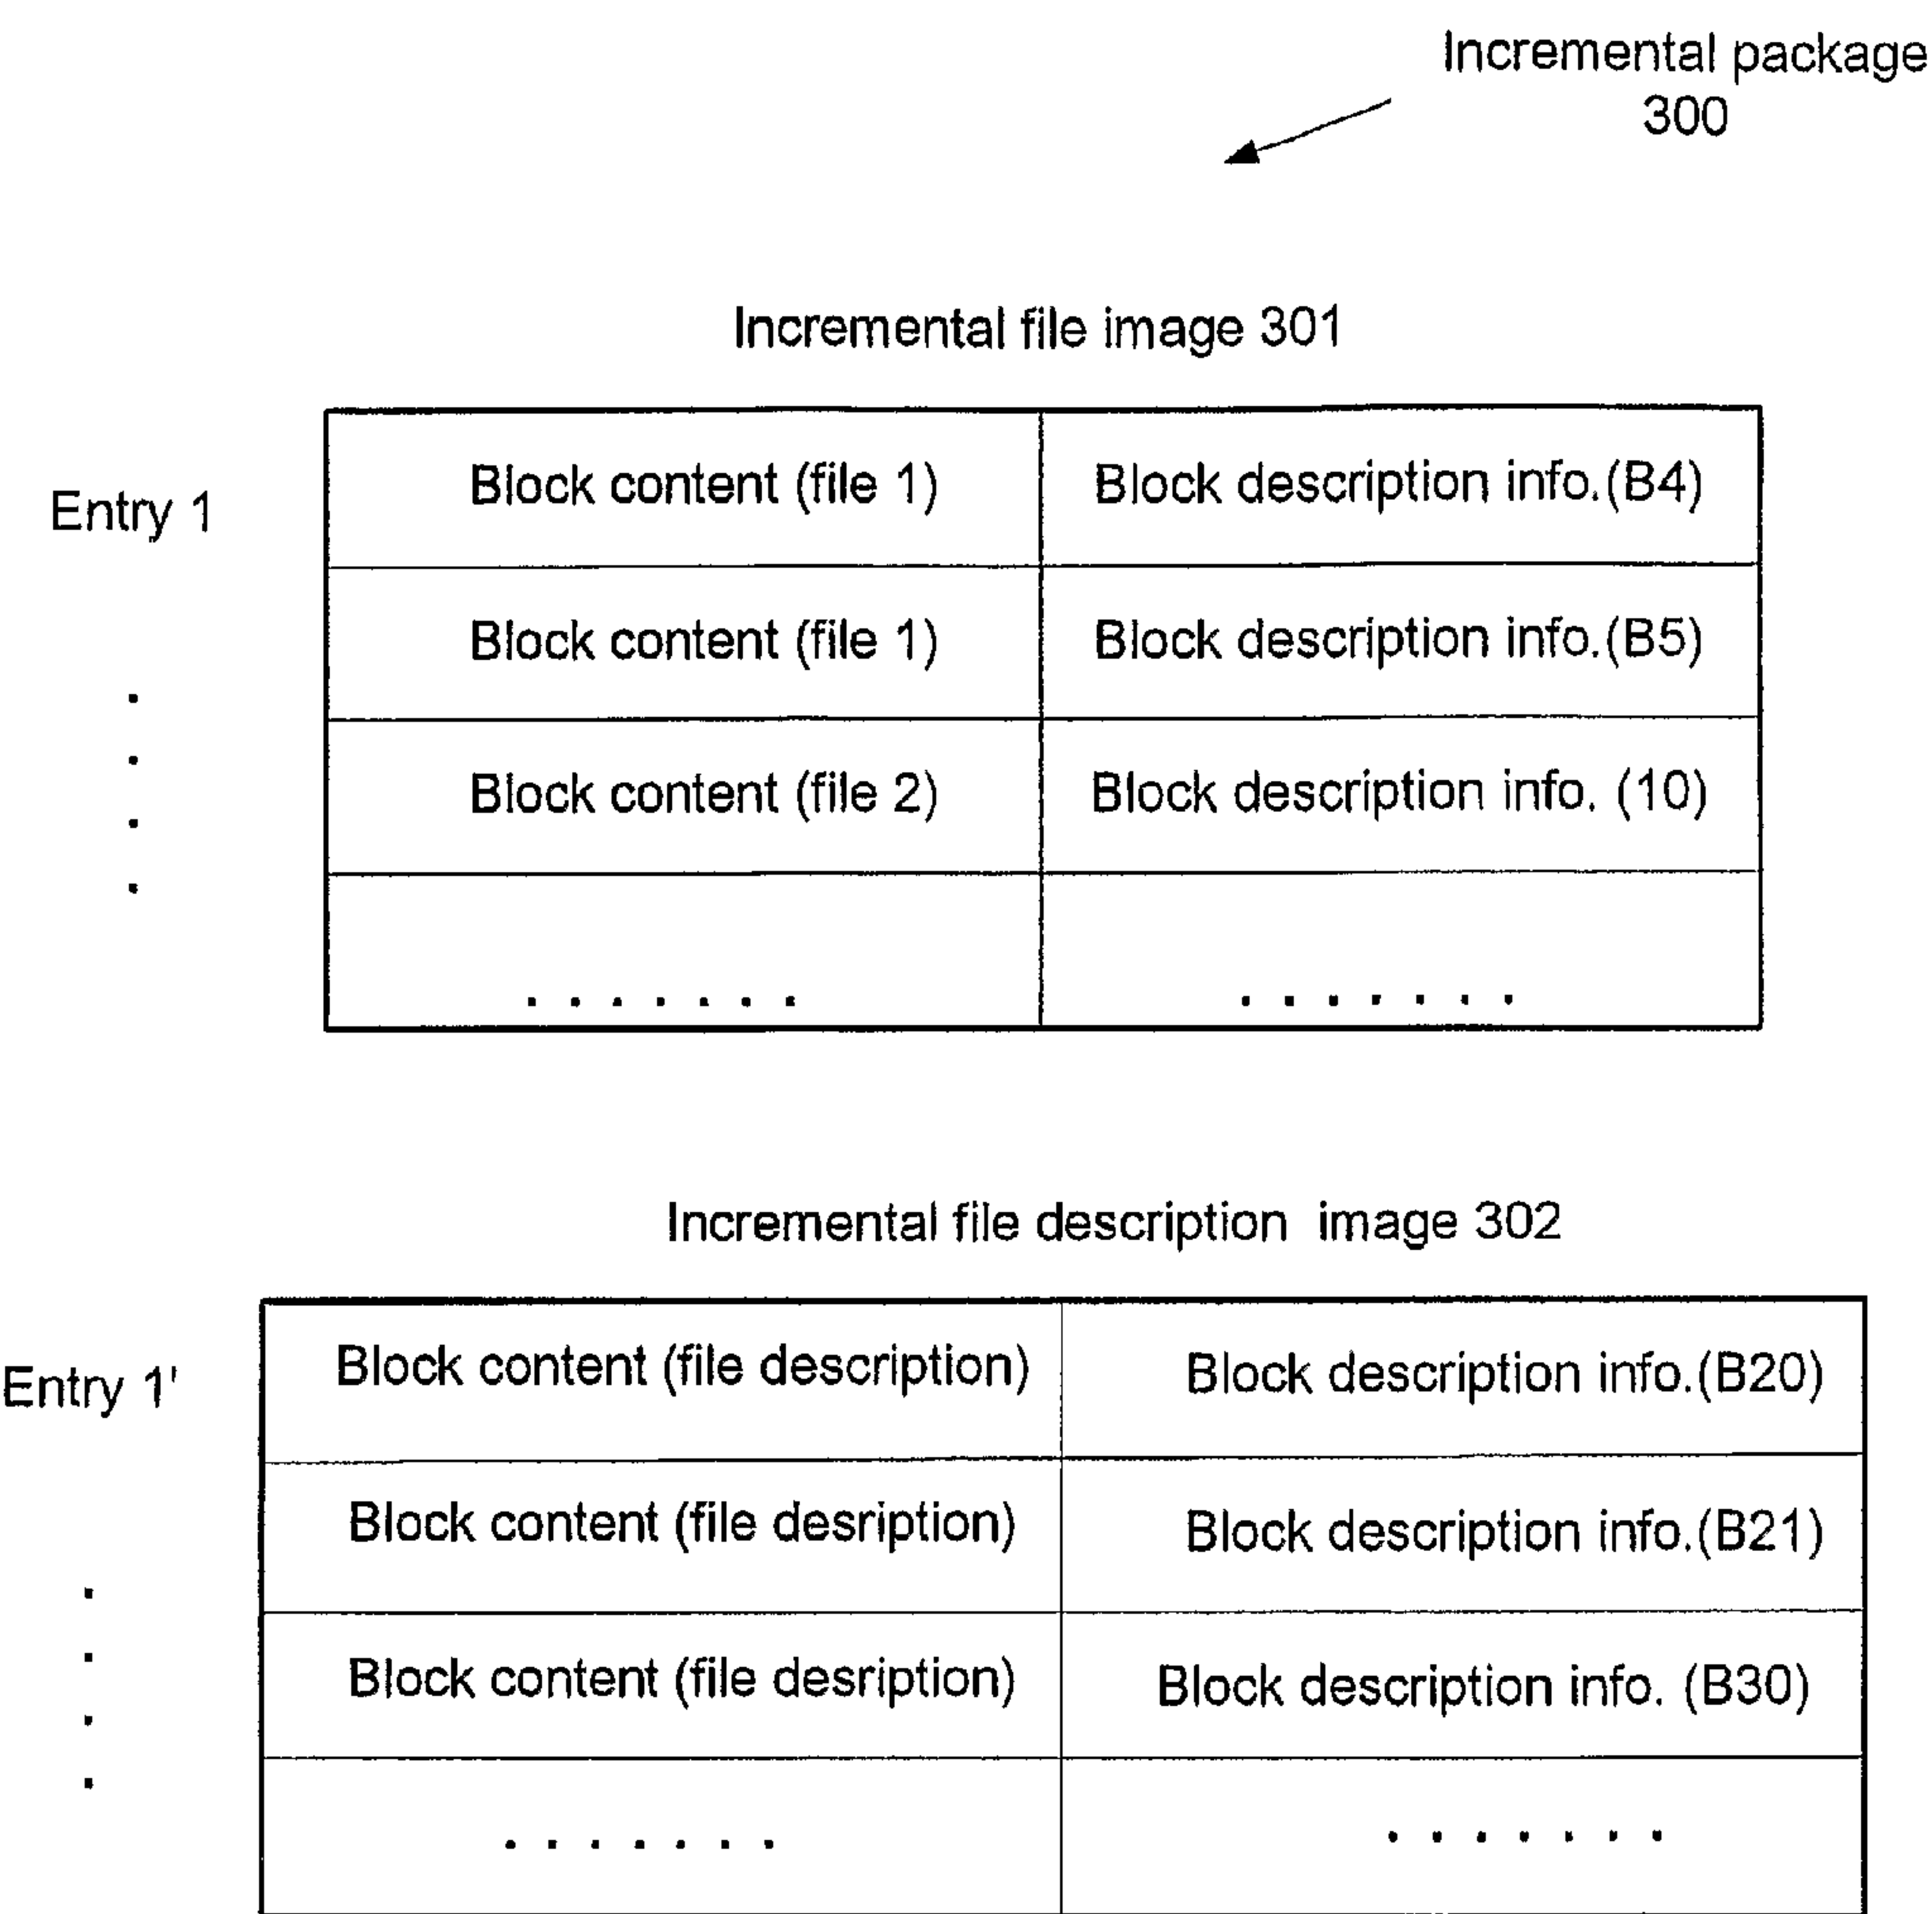 Incremental package
300
Incremental file image 301
Entry 1
Block content (file 1)
Block description info.(B4)
Block content (file 1)
Block description info.(B5)
Block content (file 2)
Block description info. (10)
. . . . . . .
. . . . . . .
Incremental file description image 302
Entry 1'
Block content (file description)
Block description info.(B20)
Block content (file desription)
Block description info.(B21)
Block content (file desription)
Block description info. (B30)
. . . . . . .
. . . . . . .